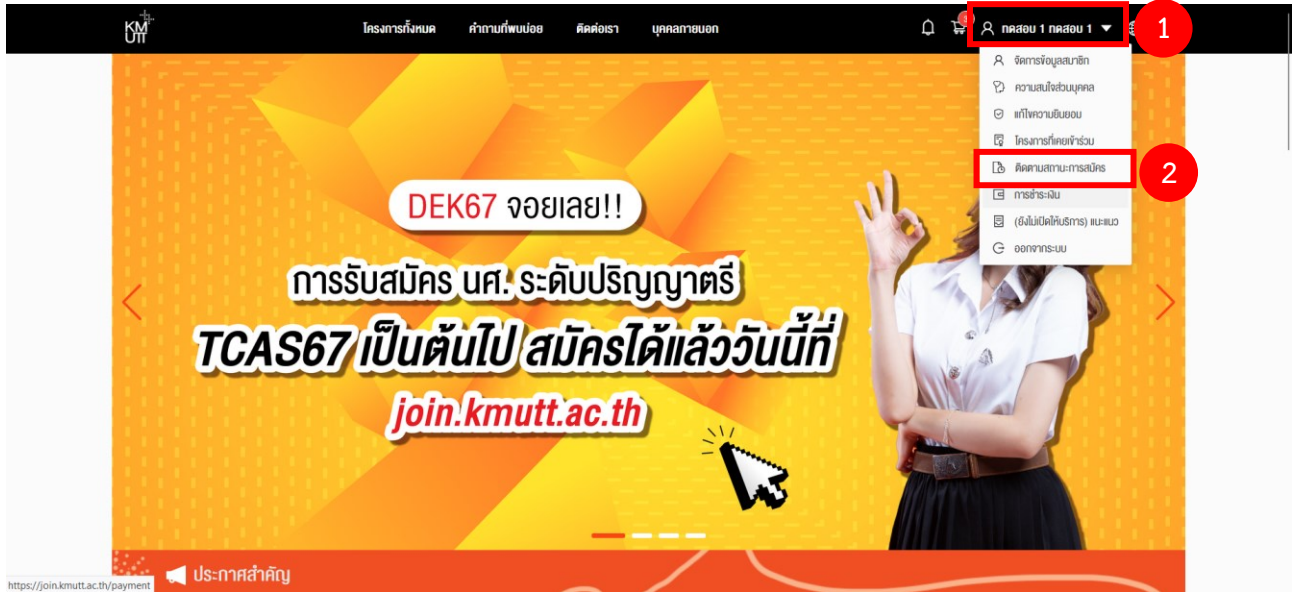 KM
UTT
โครงการทั้งหมด คำถามที่พบบ่อย ติดต่อเรา บุคคลภายนอก
ทดสอบ 1 ทดสอบ 1
1
จัดการข้อมูลสมาชิก
ความสนใจส่วนบุคคล
แก้ไขความยินยอม
โครงการที่เคยเข้าร่วม
ติดตามสถานะการสมัคร
2
การชำระเงิน
(ยังไม่เปิดให้บริการ) แนะแนว
ออกจากระบบ
DEK67 จอยเลย!!
การรับสมัคร นศ. ระดับปริญญาตรี
TCAS67 เป็นต้นไป สมัครได้แล้ววันนี้ที่
join.kmutt.ac.th
ประกาศสำคัญ
https://join.kmutt.ac.th/payment